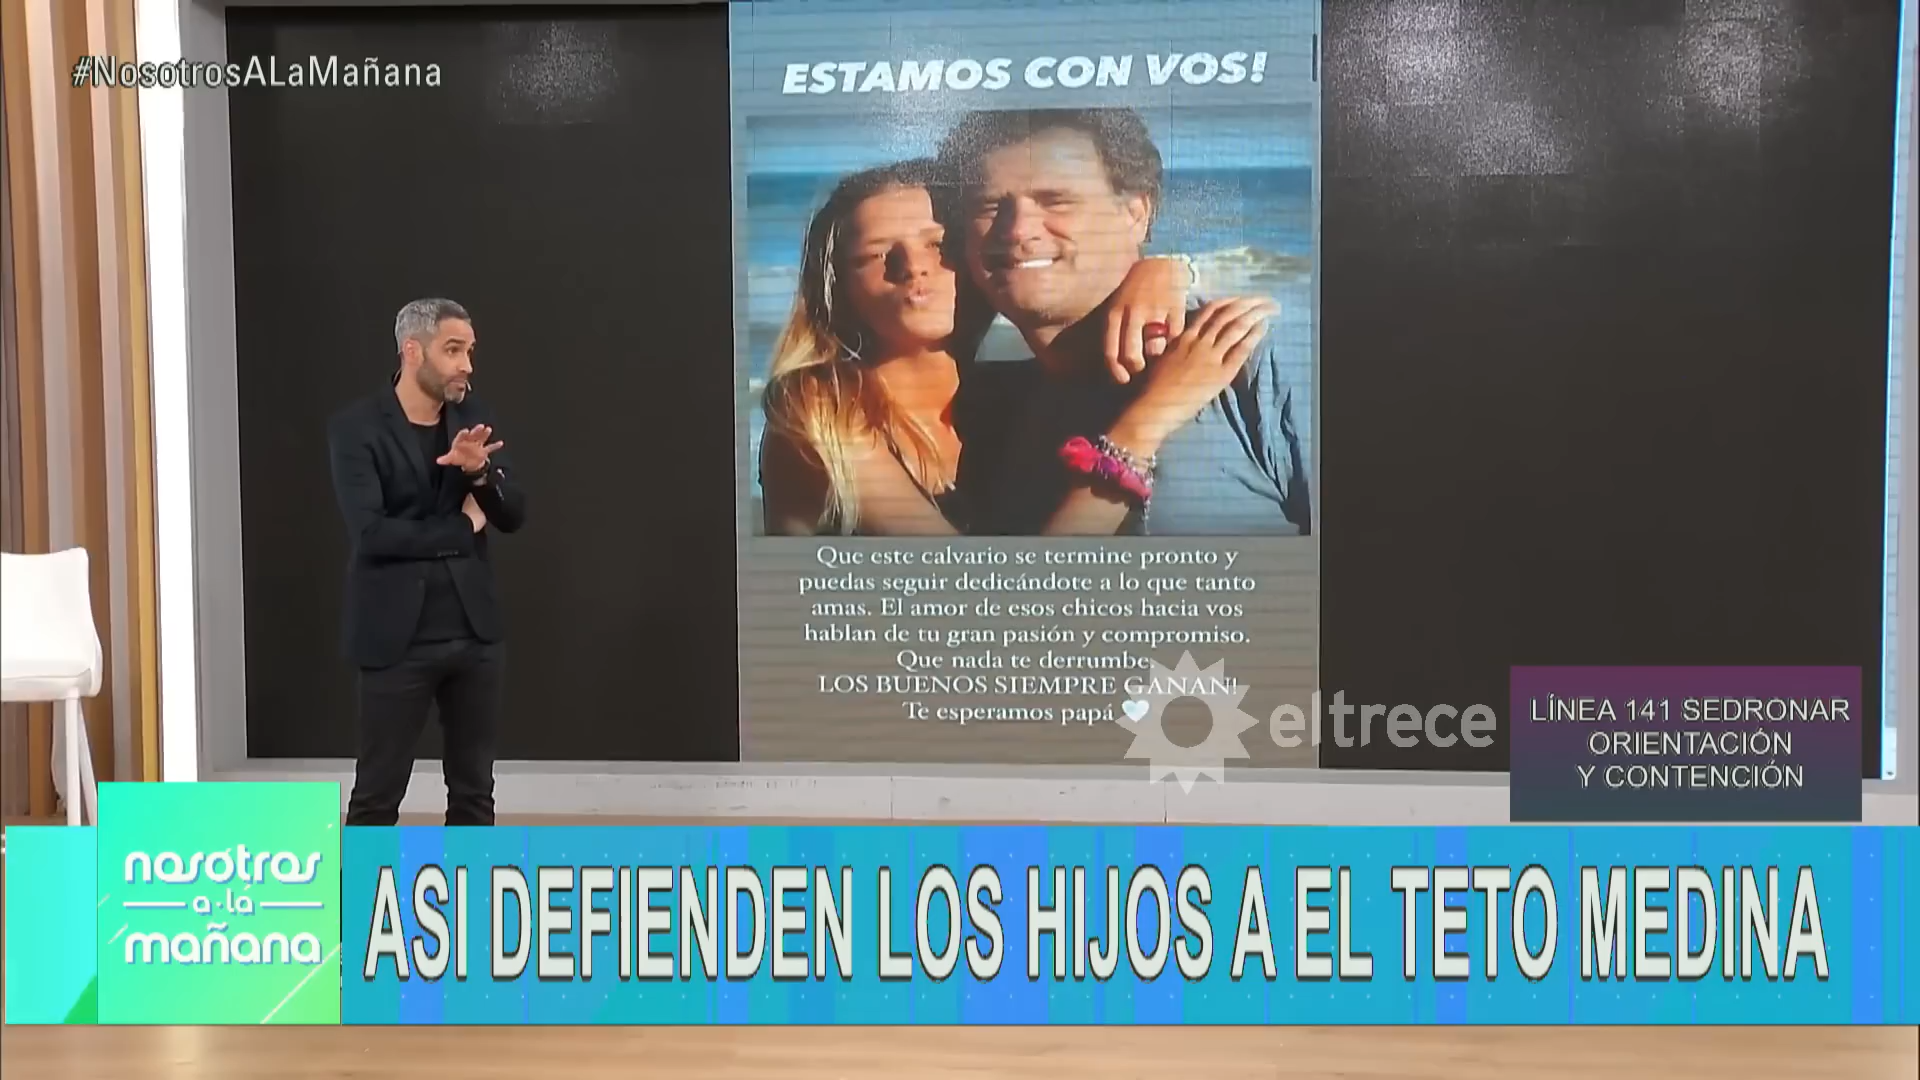 #NosotrosALaMañana
ESTAMOS CON VOS!
Que este calvario se termine pronto y
puedas seguir dedicándote a lo que tanto
amas. El amor de esos chicos hacia vos
hablan de tu gran pasión y compromiso.
Que nada te derrumbe.
LOS BUENOS SIEMPRE GANAN!
Te esperamos papá
eltrece
LÍNEA 141 SEDRONAR
ORIENTACIÓN
Y CONTENCIÓN
nosótros
a·lá
mañana
ASI DEFIENDEN LOS HIJOS A EL TETO MEDINA